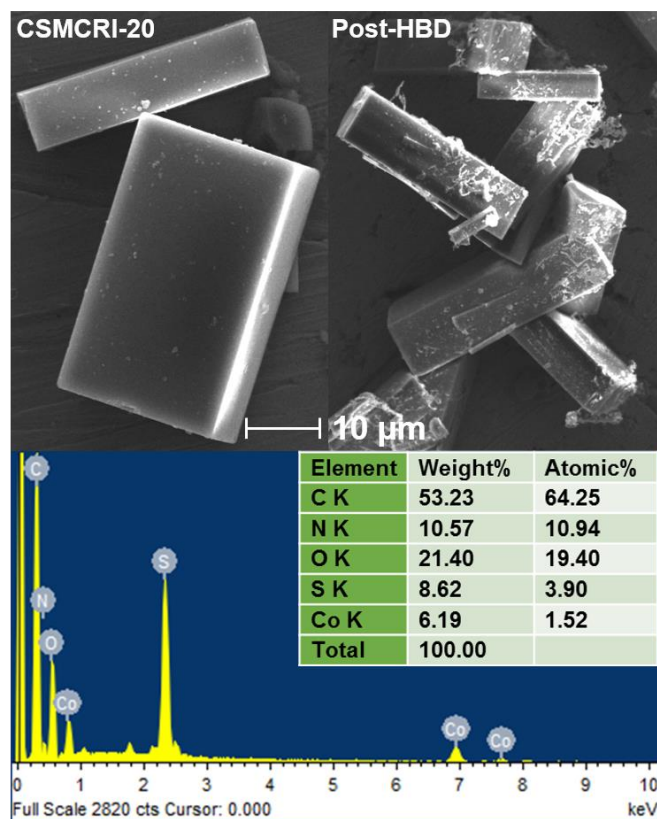 CSMCRI-20
Post-HBD
10 μm
Element Weight% Atomic%
C K 53.23 64.25
N K 10.57 10.94
O K 21.40 19.40
S K 8.62 3.90
Co K 6.19 1.52
Total 100.00
C
N
O
Co
S
Co
Co
0 1 2 3 4 5 6 7 8 9 10
Full Scale 2820 cts Cursor: 0.000 keV